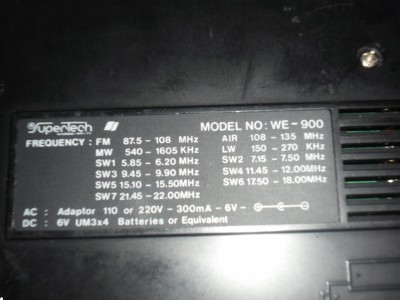 SuperTech MODEL NO: WE-900
FREQUENCY: FM 87.5 - 108 MHz AIR 108 - 135 MHz
MW 540 - 1605 KHz LW 150 - 270 KHz
SW1 5.85 - 6.20 MHz SW2 7.15 - 7.50 MHz
SW3 9.45 - 9.90 MHz SW4 11.45 - 12.00MHz
SW5 15.10 - 15.50MHz SW6 17.50 - 18.00MHz
SW7 21.45 - 22.00MHz
AC: Adaptor 110 or 220V - 300mA - 6V -
DC: 6V UM3x4 Batteries or Equivalent